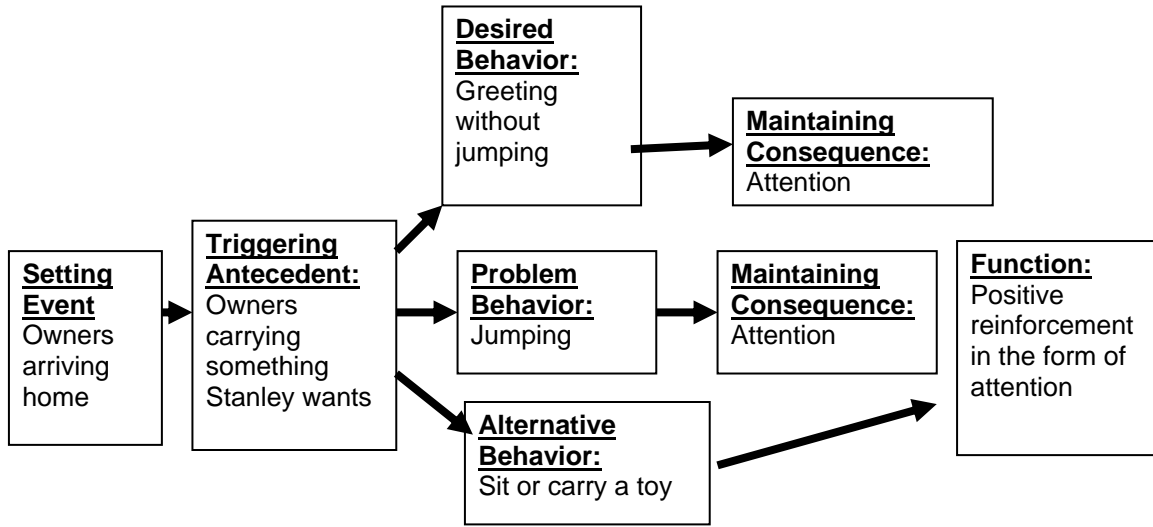 Setting
Event
Owners
arriving
home
Triggering
Antecedent:
Owners
carrying
something
Stanley wants
Desired
Behavior:
Greeting
without
jumping
Maintaining
Consequence:
Attention
Problem
Behavior:
Jumping
Maintaining
Consequence:
Attention
Alternative
Behavior:
Sit or carry a toy
Function:
Positive
reinforcement
in the form of
attention